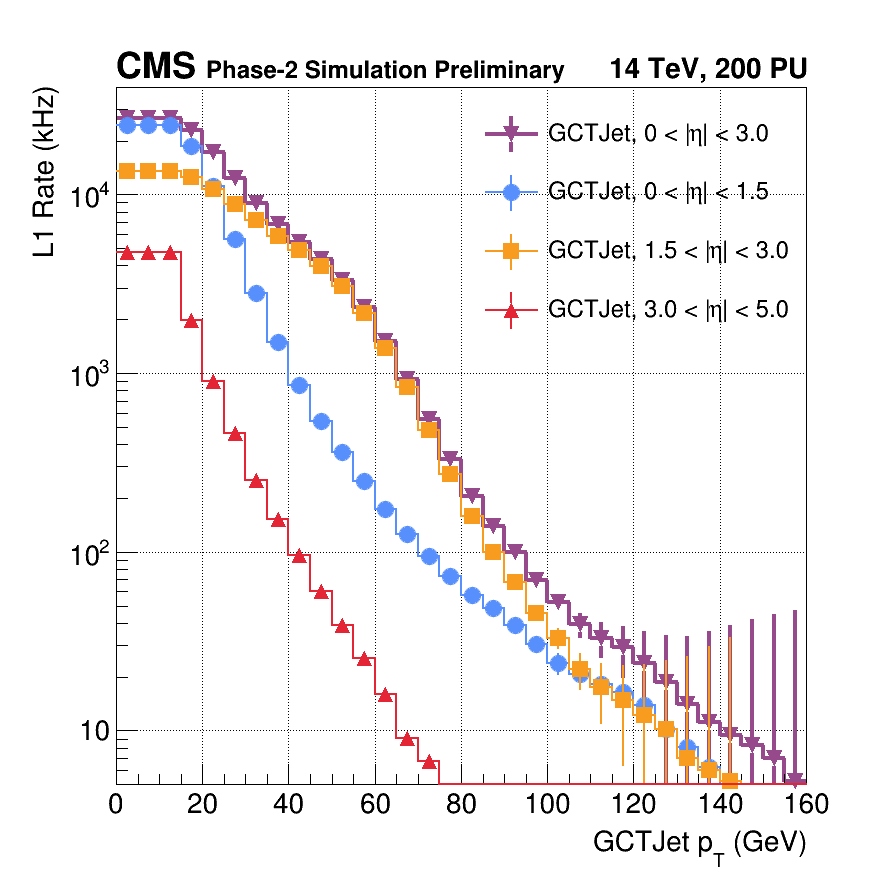 CMS Phase-2 Simulation Preliminary 14 TeV, 200 PU
L1 Rate (kHz)
GCTJet, 0 < |η| < 3.0
GCTJet, 0 < |η| < 1.5
GCTJet, 1.5 < |η| < 3.0
GCTJet, 3.0 < |η| < 5.0
10⁴
10³
10²
10
0 20 40 60 80 100 120 140 160
GCTJet p_T (GeV)